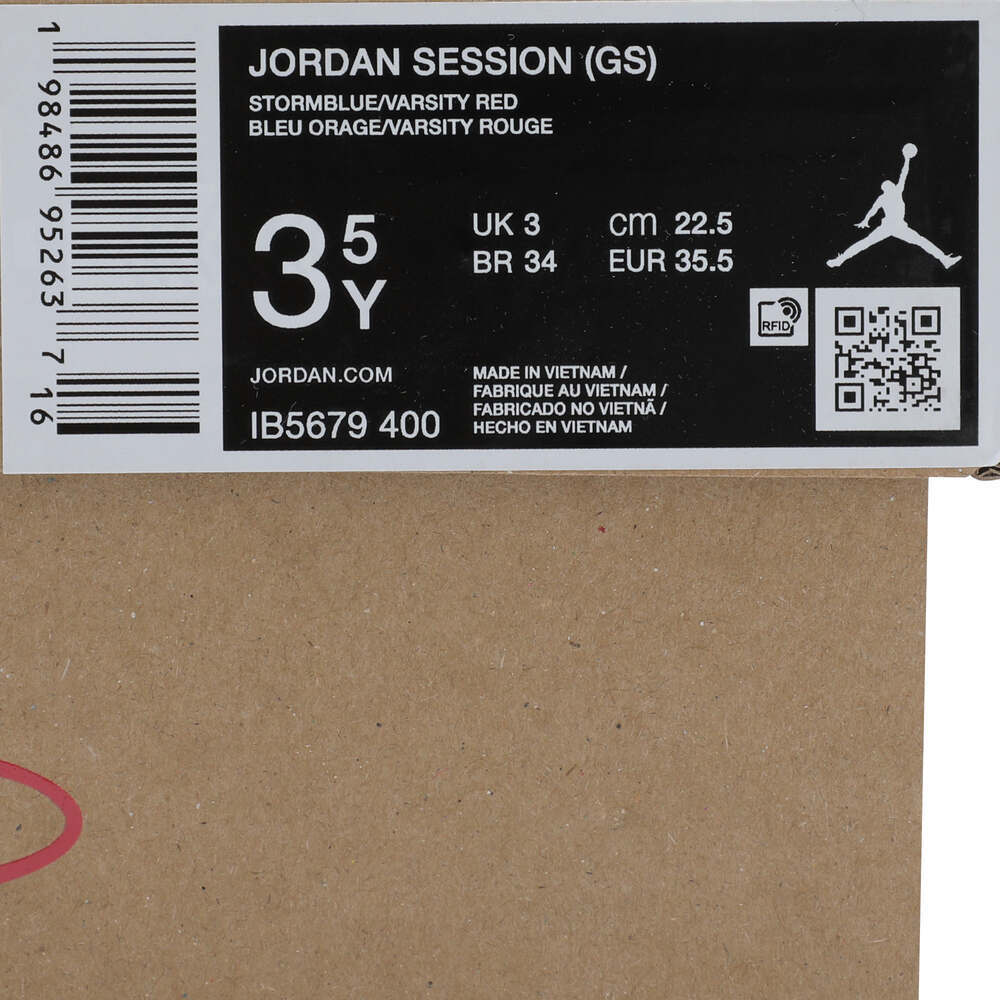 1 98486 95263 7 16
JORDAN SESSION (GS)
STORMBLUE/VARSITY RED
BLEU ORAGE/VARSITY ROUGE
3 5Y
UK 3 cm 22.5
BR 34 EUR 35.5
RFID
JORDAN.COM
IB5679 400
MADE IN VIETNAM /
FABRIQUE AU VIETNAM /
FABRICADO NO VIETNÃ /
HECHO EN VIETNAM